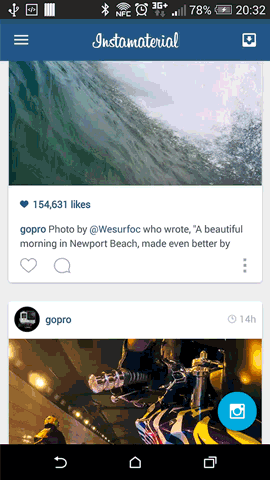 3G+ 78% 20:32
Instamaterial
154,631 likes
gopro Photo by @Wesurfoc who wrote, "A beautiful
morning in Newport Beach, made even better by
gopro 14h